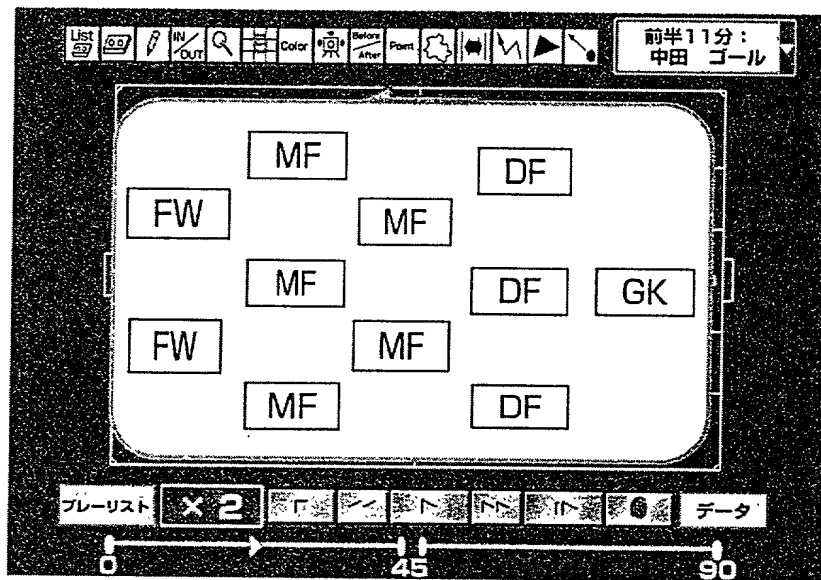 List IN/OUT Color Before/After Point
前半11分：
中田 ゴール
MF
DF
FW
MF
MF
DF
GK
FW
MF
MF
DF
プレーリスト ×2 データ
0 45 90